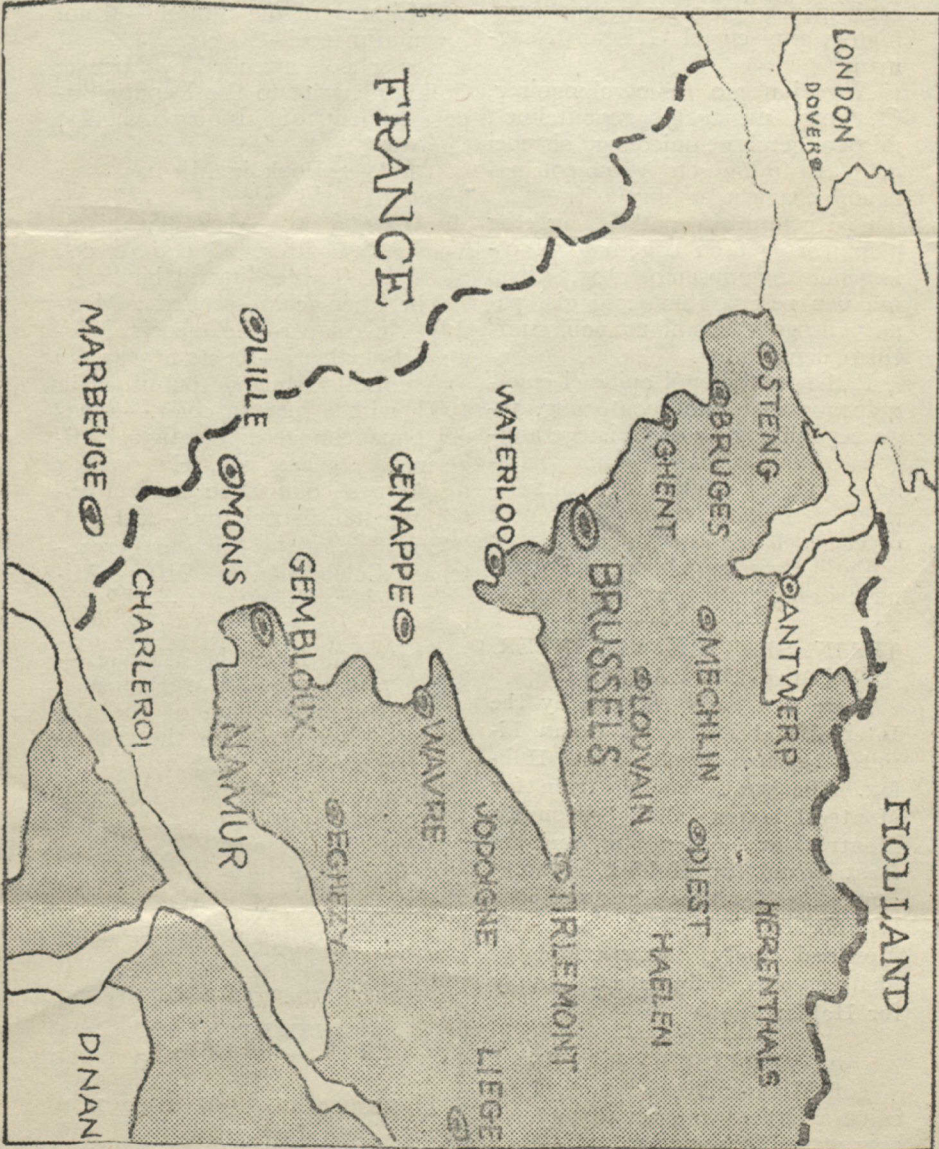 LONDON
DOVER
HOLLAND
FRANCE
STENG
BRUGES
GHENT
ANTWERP
HERENTHALS
MECHLIN
DIEST
LOUVAIN
HAELEN
BRUSSELS
TIRLEMONT
WATERLOO
JODOGNE
LIEGE
GENAPPE
WAVRE
LILLE
MONS
GEMBLOUX
EGHEZY
NAMUR
MARBEUGE
CHARLEROI
DINAN